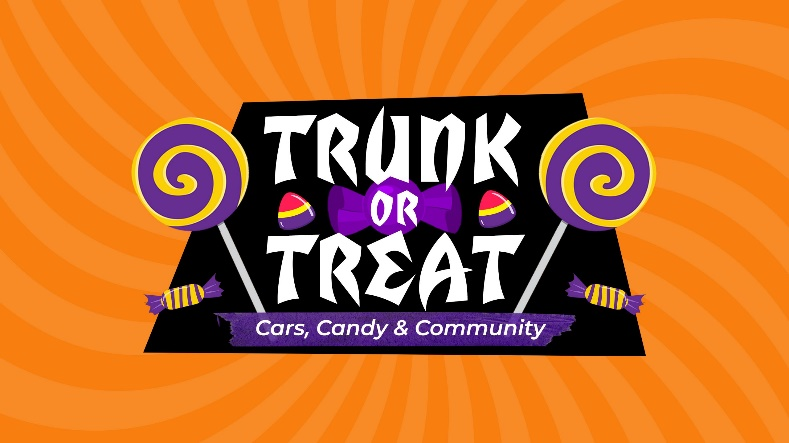 TRUNK
OR
TREAT
Cars, Candy & Community